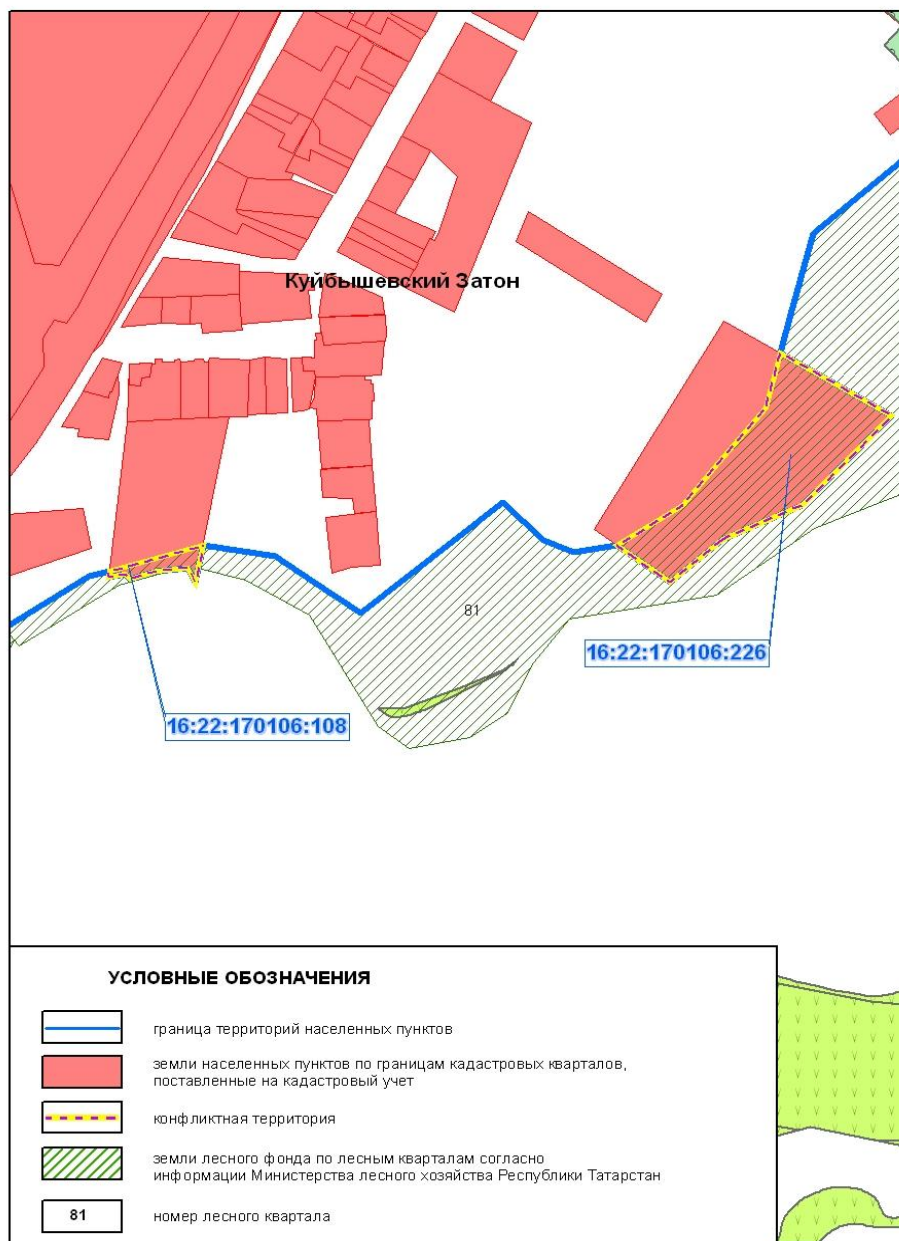 Куйбышевский Затон
81
16:22:170106:226
16:22:170106:108
УСЛОВНЫЕ ОБОЗНАЧЕНИЯ
граница территорий населенных пунктов
земли населенных пунктов по границам кадастровых кварталов,
поставленные на кадастровый учет
конфликтная территория
земли лесного фонда по лесным кварталам согласно
информации Министерства лесного хозяйства Республики Татарстан
81 номер лесного квартала